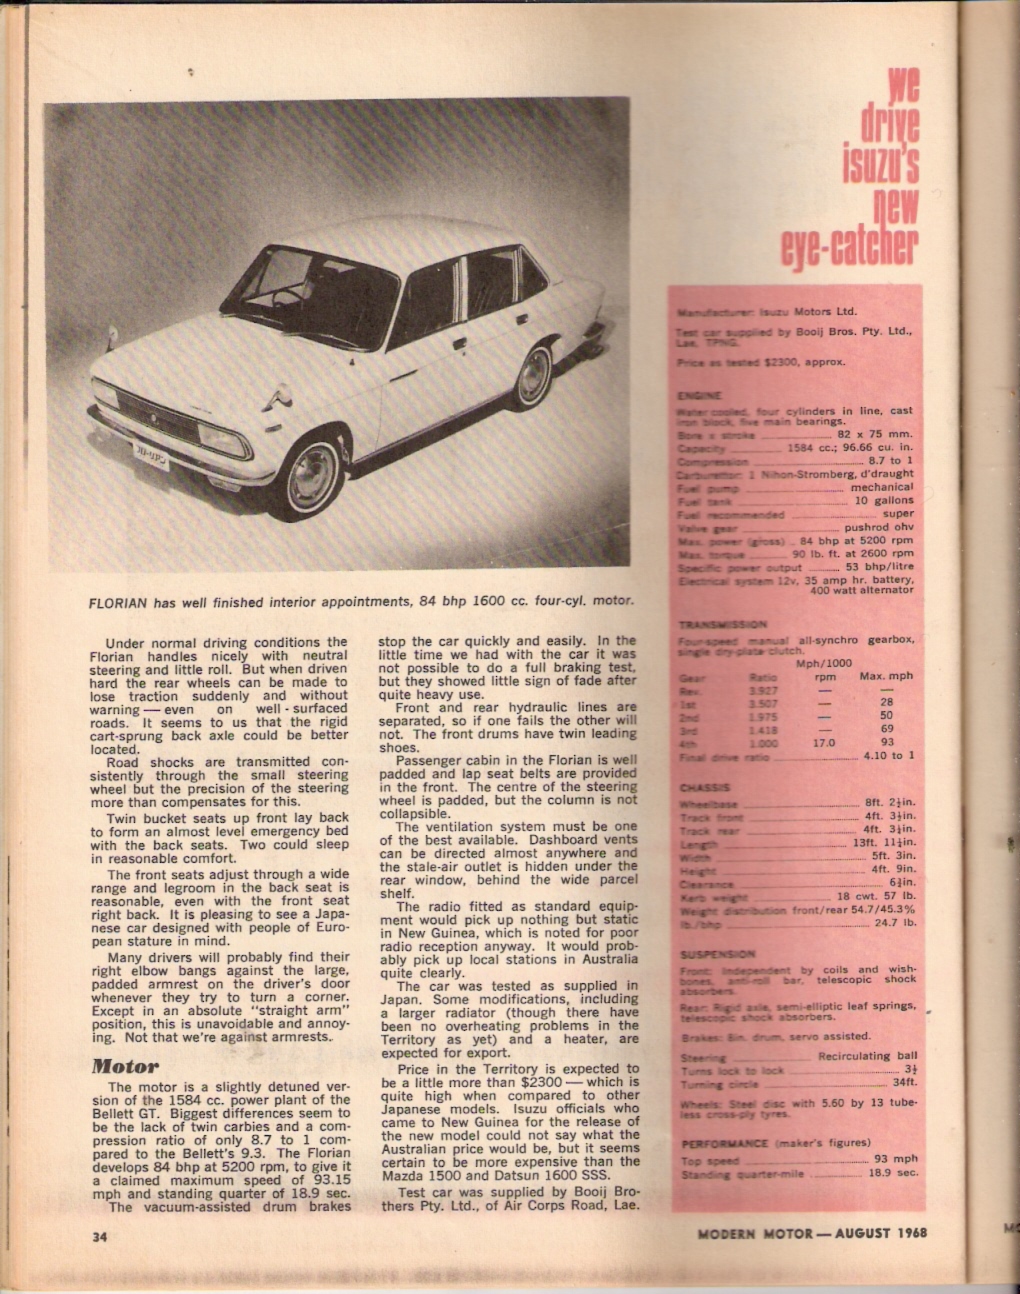 we
drive
isuzu's
new
eye-catcher
FLORIAN has well finished interior appointments, 84 bhp 1600 cc. four-cyl. motor.
Under normal driving conditions the
Florian handles nicely with neutral
steering and little roll. But when driven
hard the rear wheels can be made to
lose traction suddenly and without
warning — even on well-surfaced
roads. It seems to us that the rigid
cart-sprung back axle could be better
located.
Road shocks are transmitted con-
sistently through the small steering
wheel but the precision of the steering
more than compensates for this.
Twin bucket seats up front lay back
to form an almost level emergency bed
with the back seats. Two could sleep
in reasonable comfort.
The front seats adjust through a wide
range and legroom in the back seat is
reasonable, even with the front seat
right back. It is pleasing to see a Japa-
nese car designed with people of Euro-
pean stature in mind.
Many drivers will probably find their
right elbow bangs against the large,
padded armrest on the driver's door
whenever they try to turn a corner.
Except in an absolute "straight arm"
position, this is unavoidable and annoy-
ing. Not that we're against armrests.
Motor
The motor is a slightly detuned ver-
sion of the 1584 cc. power plant of the
Bellett GT. Biggest differences seem to
be the lack of twin carbies and a com-
pression ratio of only 8.7 to 1 com-
pared to the Bellett's 9.3. The Florian
develops 84 bhp at 5200 rpm, to give it
a claimed maximum speed of 93.15
mph and standing quarter of 18.9 sec.
The vacuum-assisted drum brakes
stop the car quickly and easily. In the
little time we had with the car it was
not possible to do a full braking test,
but they showed little sign of fade after
quite heavy use.
Front and rear hydraulic lines are
separated, so if one fails the other will
not. The front drums have twin leading
shoes.
Passenger cabin in the Florian is well
padded and lap seat belts are provided
in the front. The centre of the steering
wheel is padded, but the column is not
collapsible.
The ventilation system must be one
of the best available. Dashboard vents
can be directed almost anywhere and
the stale-air outlet is hidden under the
rear window, behind the wide parcel
shelf.
The radio fitted as standard equip-
ment would pick up nothing but static
in New Guinea, which is noted for poor
radio reception anyway. It would prob-
ably pick up local stations in Australia
quite clearly.
The car was tested as supplied in
Japan. Some modifications, including
a larger radiator (though there have
been no overheating problems in the
Territory as yet) and a heater, are
expected for export.
Price in the Territory is expected to
be a little more than $2300 — which is
quite high when compared to other
Japanese models. Isuzu officials who
came to New Guinea for the release of
the new model could not say what the
Australian price would be, but it seems
certain to be more expensive than the
Mazda 1500 and Datsun 1600 SSS.
Test car was supplied by Booij Bro-
thers Pty. Ltd., of Air Corps Road, Lae.
Manufacturer: Isuzu Motors Ltd.
Test car supplied by Booij Bros. Pty. Ltd.,
Lae, TPNG.
Price as tested $2300, approx.
ENGINE
Water cooled, four cylinders in line, cast
iron block, five main bearings.
Bore x stroke 82 x 75 mm.
Capacity 1584 cc.; 96.66 cu. in.
Compression 8.7 to 1
Carburettor: 1 Nihon-Stromberg, d'draught
Fuel pump mechanical
Fuel tank 10 gallons
Fuel recommended super
Valve gear pushrod ohv
Max. power (gross) 84 bhp at 5200 rpm
Max. torque 90 lb. ft. at 2600 rpm
Specific power output 53 bhp/litre
Electrical system 12v, 35 amp hr. battery,
400 watt alternator
TRANSMISSION
Four-speed manual all-synchro gearbox,
single dry-plate clutch.
Mph/1000
Gear Ratio rpm Max. mph
Rev. 3.927 — —
1st 3.507 — 28
2nd 1.975 — 50
3rd 1.418 — 69
4th 1.000 17.0 93
Final drive ratio 4.10 to 1
CHASSIS
Wheelbase 8ft. 2½in.
Track front 4ft. 3½in.
Track rear 4ft. 3½in.
Length 13ft. 11½in.
Width 5ft. 3in.
Height 4ft. 9in.
Clearance in.
Kerb weight 18 cwt. 57 lb.
Weight distribution front/rear 54.7/45.3%
lb./bhp 24.7 lb.
SUSPENSION
Front: Independent by coils and wish-
bones, anti-roll bar, telescopic shock
absorbers.
Rear: Rigid axle, semi-elliptic leaf springs,
telescopic shock absorbers.
Brakes: 8in. drum, servo assisted.
Steering Recirculating ball
Turns lock to lock
Turning circle 34ft.
Wheels: Steel disc with 5.60 by 13 tube-
less cross-ply tyres.
PERFORMANCE (maker's figures)
Top speed 93 mph
Standing quarter-mile 18.9 sec.
34
MODERN MOTOR — AUGUST 1968